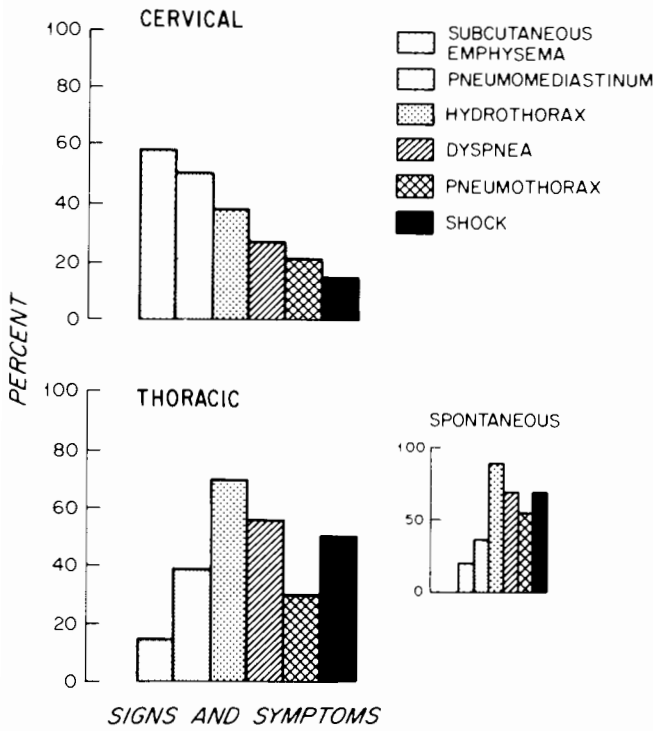 CERVICAL
100
80
60
40
20
0
SUBCUTANEOUS
EMPHYSEMA
PNEUMOMEDIASTINUM
HYDROTHORAX
DYSPNEA
PNEUMOTHORAX
SHOCK
PERCENT
THORACIC
100
80
60
40
20
0
SPONTANEOUS
100
50
0
SIGNS AND SYMPTOMS